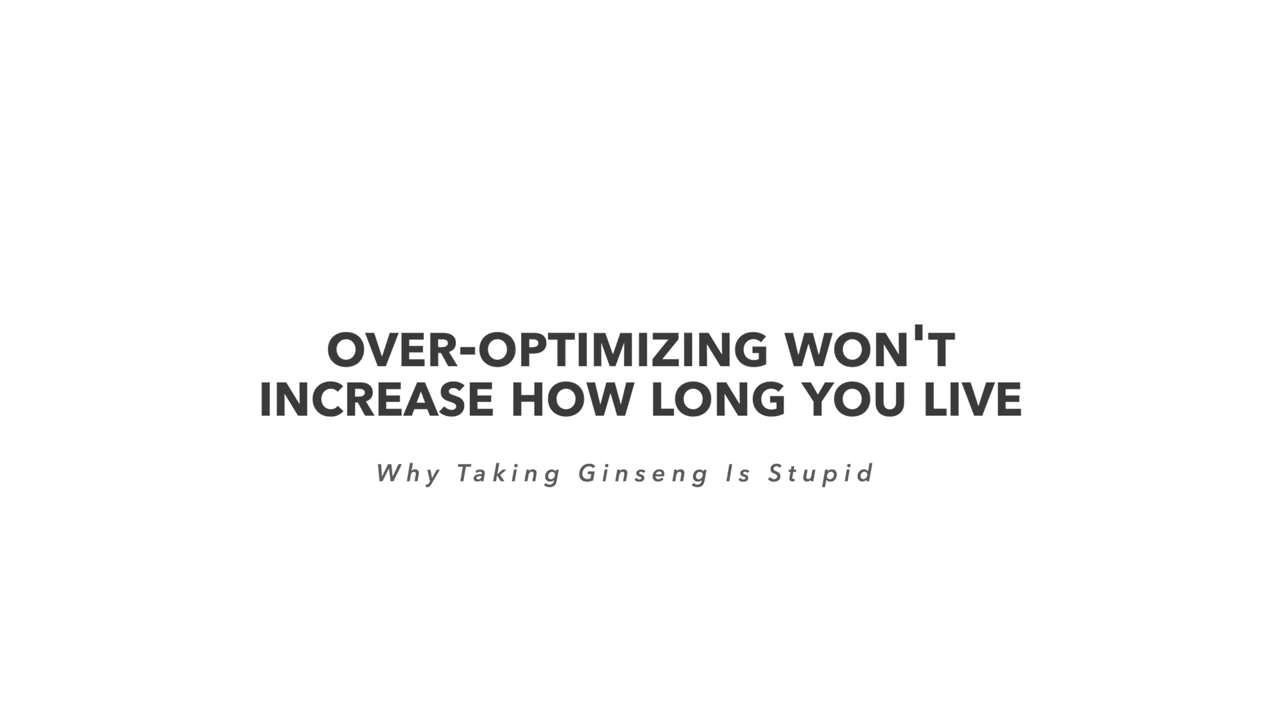 OVER-OPTIMIZING WON'T
INCREASE HOW LONG YOU LIVE
Why Taking Ginseng Is Stupid